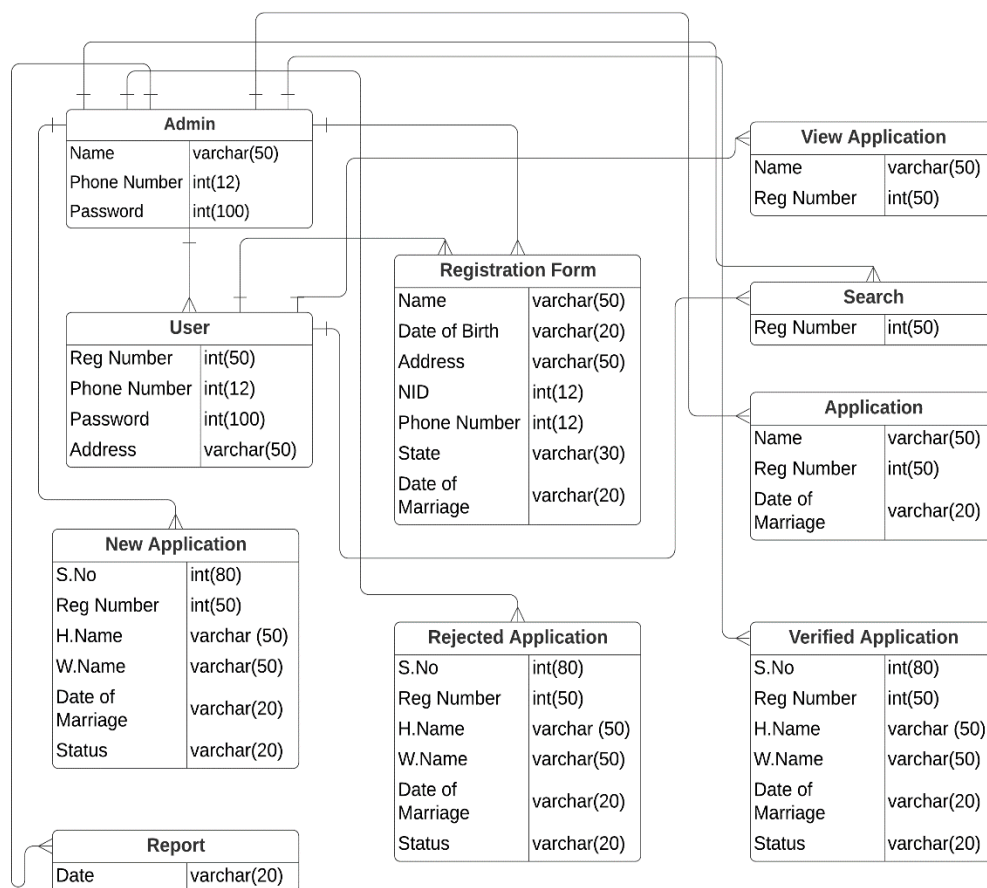 Admin
Name varchar(50)
Phone Number int(12)
Password int(100)
User
Reg Number int(50)
Phone Number int(12)
Password int(100)
Address varchar(50)
New Application
S.No int(80)
Reg Number int(50)
H.Name varchar (50)
W.Name varchar(50)
Date of
Marriage varchar(20)
Status varchar(20)
Report
Date varchar(20)
Registration Form
Name varchar(50)
Date of Birth varchar(20)
Address varchar(50)
NID int(12)
Phone Number int(12)
State varchar(30)
Date of
Marriage varchar(20)
Rejected Application
S.No int(80)
Reg Number int(50)
H.Name varchar (50)
W.Name varchar(50)
Date of
Marriage varchar(20)
Status varchar(20)
View Application
Name varchar(50)
Reg Number int(50)
Search
Reg Number int(50)
Application
Name varchar(50)
Reg Number int(50)
Date of
Marriage varchar(20)
Verified Application
S.No int(80)
Reg Number int(50)
H.Name varchar (50)
W.Name varchar(50)
Date of
Marriage varchar(20)
Status varchar(20)